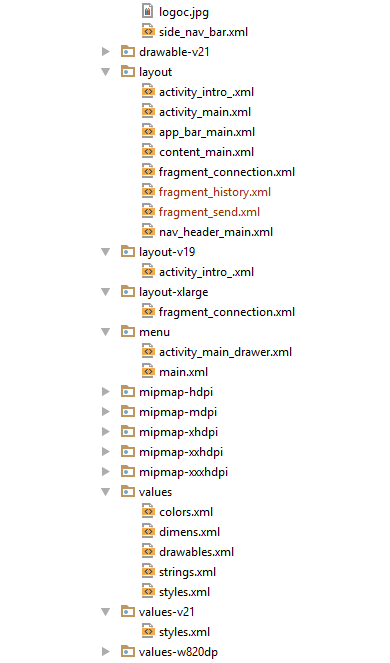 logoc.jpg
side_nav_bar.xml
drawable-v21
layout
activity_intro_.xml
activity_main.xml
app_bar_main.xml
content_main.xml
fragment_connection.xml
fragment_history.xml
fragment_send.xml
nav_header_main.xml
layout-v19
activity_intro_.xml
layout-xlarge
fragment_connection.xml
menu
activity_main_drawer.xml
main.xml
mipmap-hdpi
mipmap-mdpi
mipmap-xhdpi
mipmap-xxhdpi
mipmap-xxxhdpi
values
colors.xml
dimens.xml
drawables.xml
strings.xml
styles.xml
values-v21
styles.xml
values-w820dp